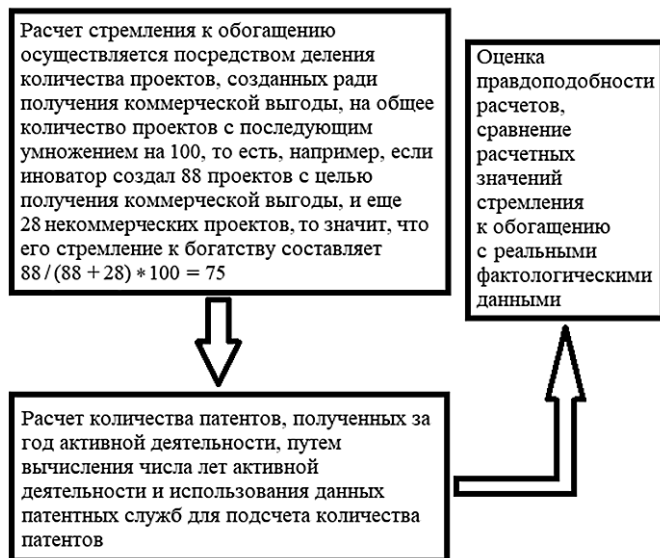 Расчет стремления к обогащению
осуществляется посредством деления
количества проектов, созданных ради
получения коммерческой выгоды, на общее
количество проектов с последующим
умножением на 100, то есть, например, если
иноватор создал 88 проектов с целью
получения коммерческой выгоды, и еще
28 некоммерческих проектов, то значит, что
его стремление к богатству составляет
88 / (88 + 28) * 100 = 75
Расчет количества патентов, полученных за
год активной деятельности, путем
вычисления числа лет активной
деятельности и использования данных
патентных служб для подсчета количества
патентов
Оценка
правдоподобности
расчетов,
сравнение
расчетных
значений
стремления
к обогащению
с реальными
фактологическими
данными